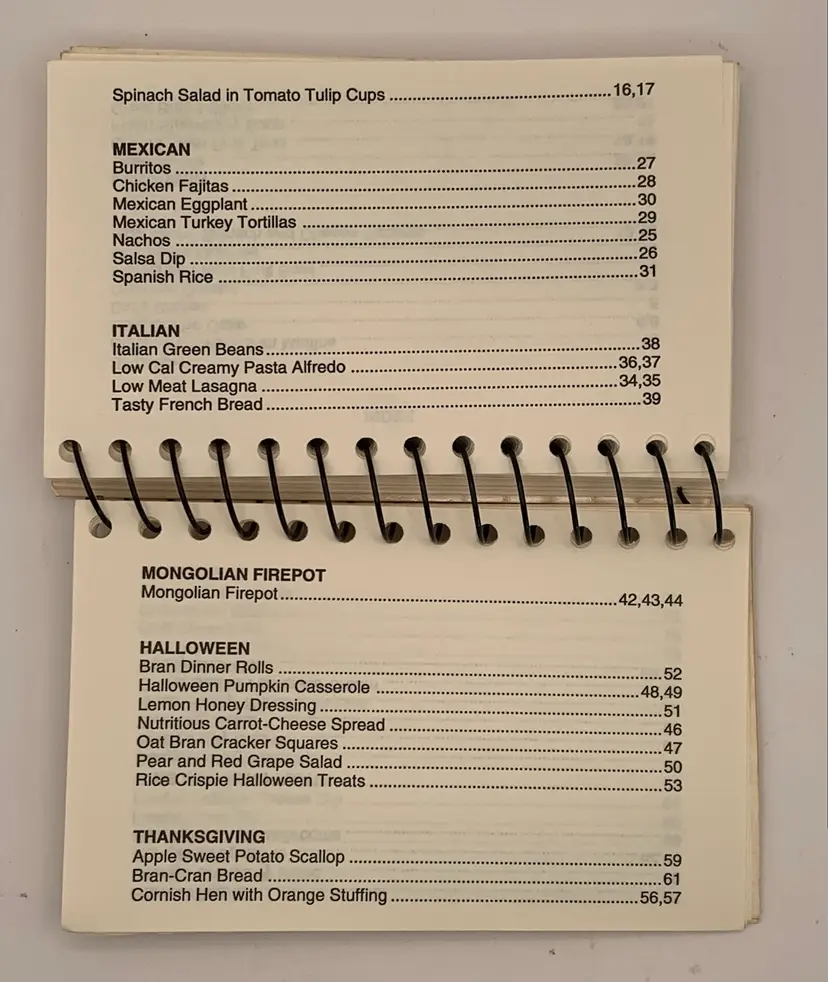 Spinach Salad in Tomato Tulip Cups ........................................ 16,17
MEXICAN
Burritos ........................................ 27
Chicken Fajitas ........................................ 28
Mexican Eggplant ........................................ 30
Mexican Turkey Tortillas ........................................ 29
Nachos ........................................ 25
Salsa Dip ........................................ 26
Spanish Rice ........................................ 31
ITALIAN
Italian Green Beans ........................................ 38
Low Cal Creamy Pasta Alfredo ........................................ 36,37
Low Meat Lasagna ........................................ 34,35
Tasty French Bread ........................................ 39
MONGOLIAN FIREPOT
Mongolian Firepot ........................................ 42,43,44
HALLOWEEN
Bran Dinner Rolls ........................................ 52
Halloween Pumpkin Casserole ........................................ 48,49
Lemon Honey Dressing ........................................ 51
Nutritious Carrot-Cheese Spread ........................................ 46
Oat Bran Cracker Squares ........................................ 47
Pear and Red Grape Salad ........................................ 50
Rice Crispie Halloween Treats ........................................ 53
THANKSGIVING
Apple Sweet Potato Scallop ........................................ 59
Bran-Cran Bread ........................................ 61
Cornish Hen with Orange Stuffing ........................................ 56,57